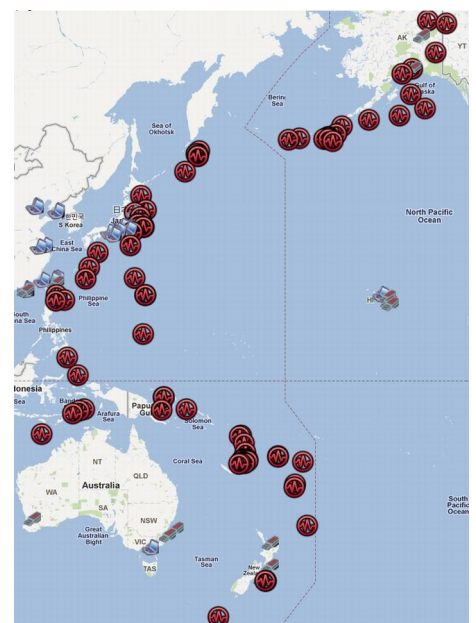 AK
YT
Gulf of
Bering
Sea
Sea of
Okhotsk
S Korea
East
China Sea
North Pacific
Ocean
Philippine
Sea
Philippines
Arafura
Sea
Solomon
Sea
Coral Sea
NT
QLD
WA
Australia
SA
NSW
Great
Australian
Bight
VIC
TAS
Tasman
Sea
New
South
Pacific
Ocean